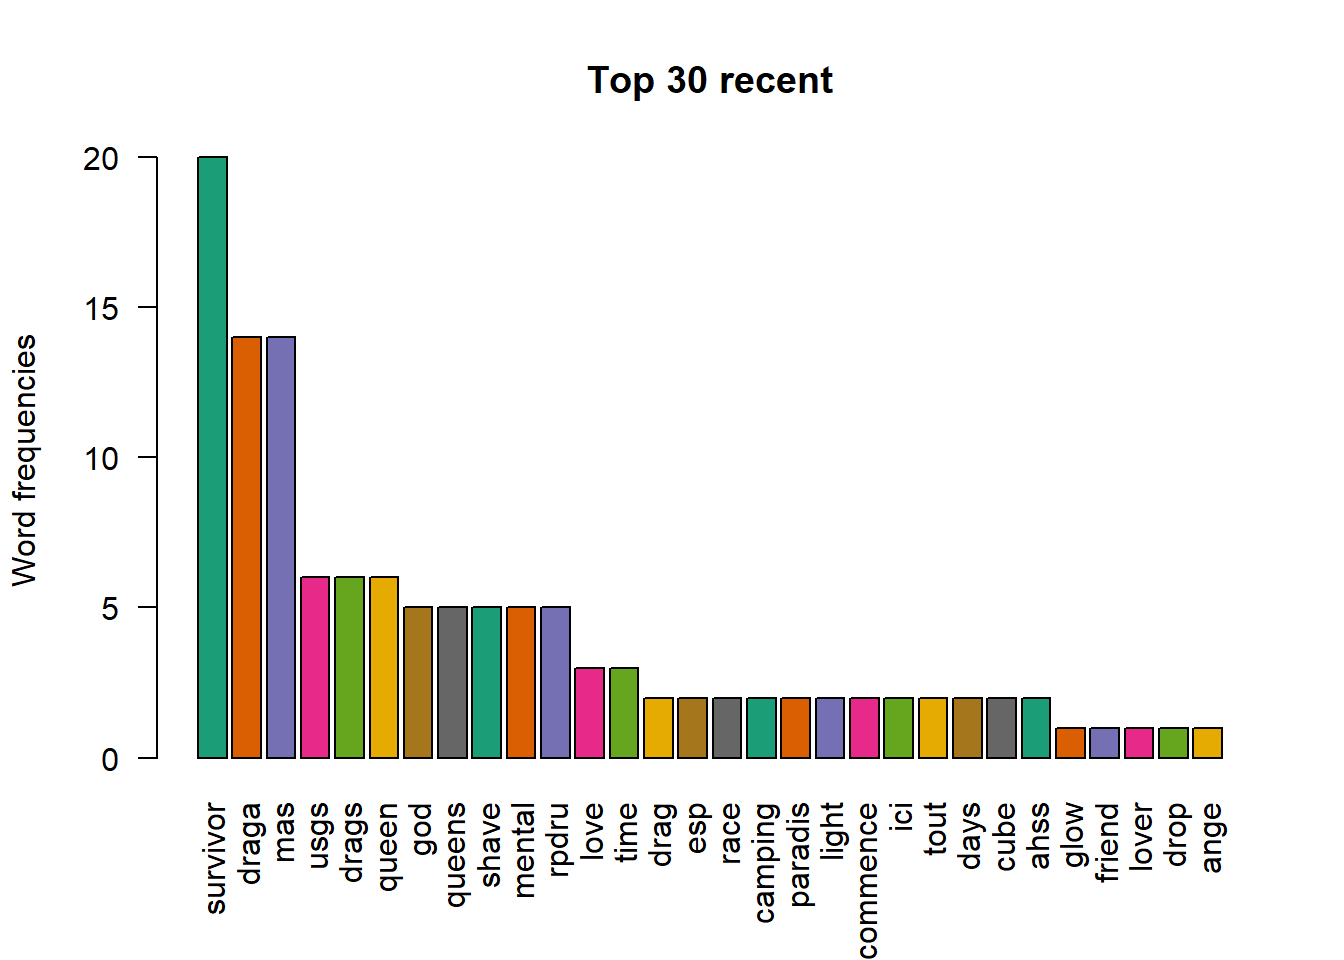 Top 30 recent
Word frequencies
20
15
10
5
0
survivor
draga
mas
usgs
drags
queen
god
queens
shave
mental
rpdru
love
time
drag
esp
race
camping
paradis
light
commence
ici
tout
days
cube
ahss
glow
friend
lover
drop
ange